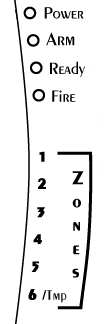 Power
Arm
Ready
Fire
1
2
3
4
5
6 /Tmp
ZONES